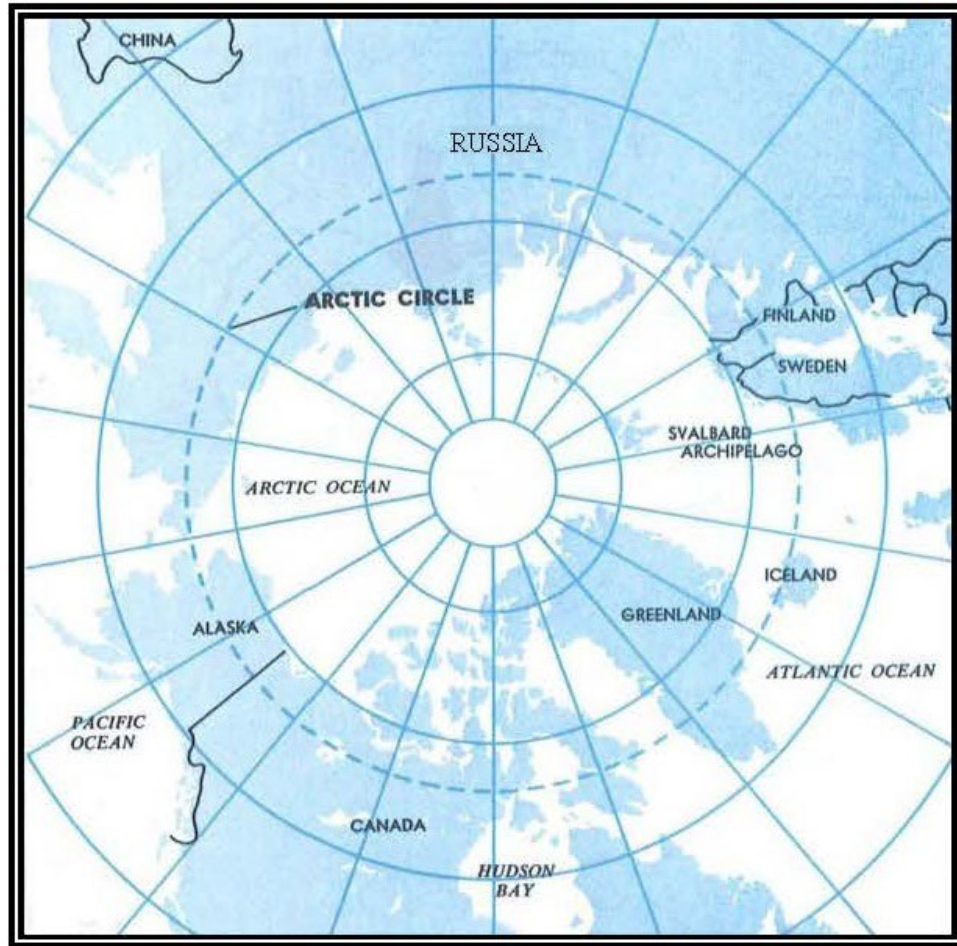 CHINA
RUSSIA
ARCTIC CIRCLE
FINLAND
SWEDEN
SVALBARD
ARCHIPELAGO
ARCTIC OCEAN
ICELAND
GREENLAND
ALASKA
ATLANTIC OCEAN
PACIFIC
OCEAN
CANADA
HUDSON
BAY